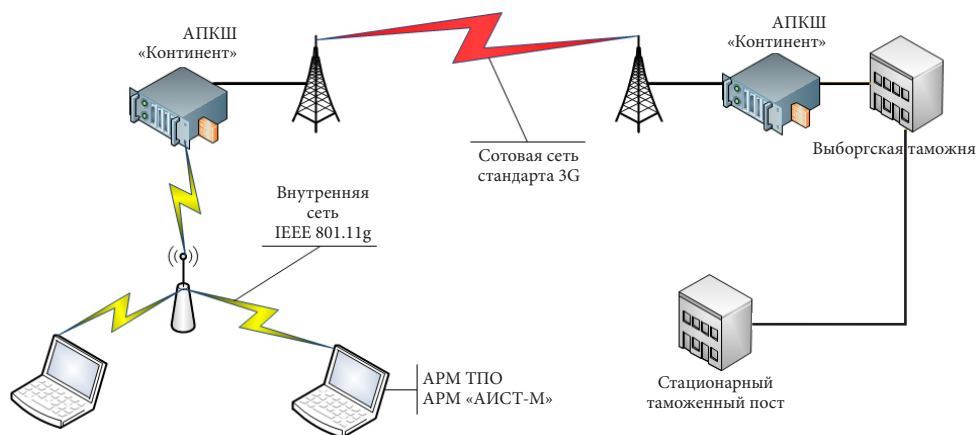 АПКШ
«Континент»
АПКШ
«Континент»
Выборгская таможня
Сотовая сеть
стандарта 3G
Внутренняя
сеть
IEEE 801.11g
Стационарный
таможенный пост
АРМ ТПО
АРМ «АИСТ-М»